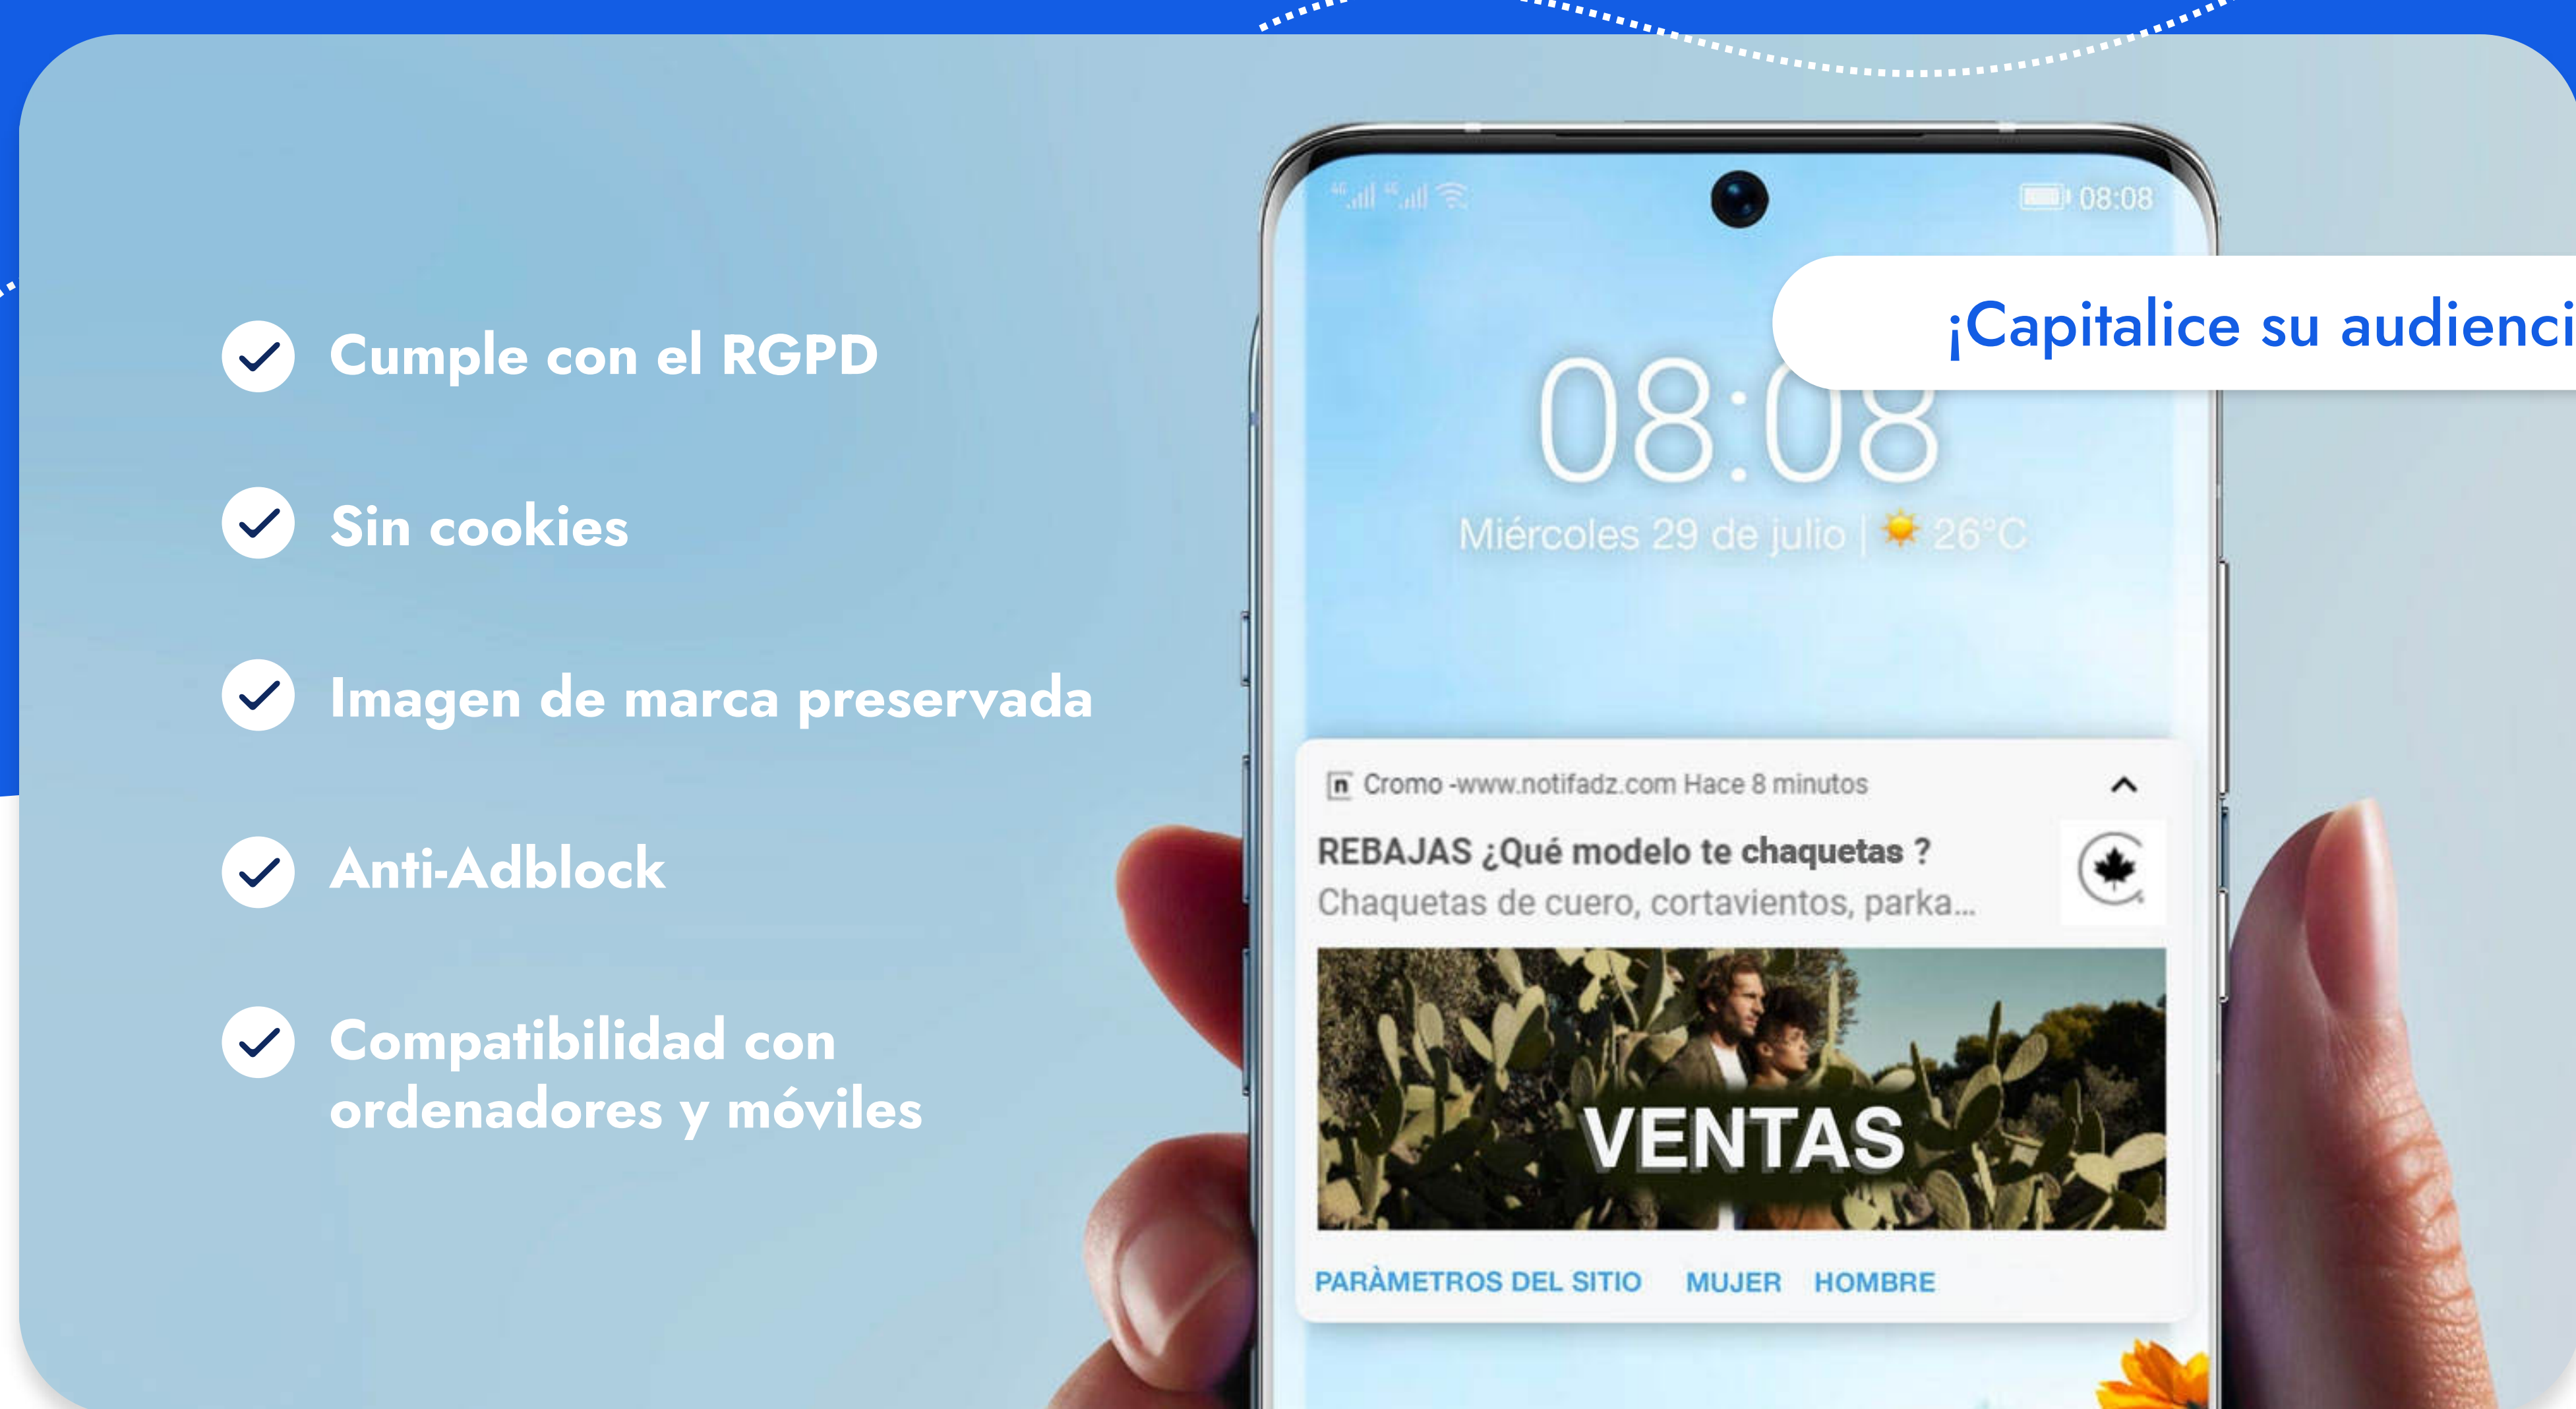 Cumple con el RGPD
Sin cookies
Imagen de marca preservada
Anti-Adblock
Compatibilidad con
ordenadores y móviles
4G 4G 08:08
¡Capitalice su audienci
08:08
Miércoles 29 de julio | 26°C
n Cromo -www.notifadz.com Hace 8 minutos
REBAJAS ¿Qué modelo te chaquetas ?
Chaquetas de cuero, cortavientos, parka...
VENTAS
PARÀMETROS DEL SITIO MUJER HOMBRE